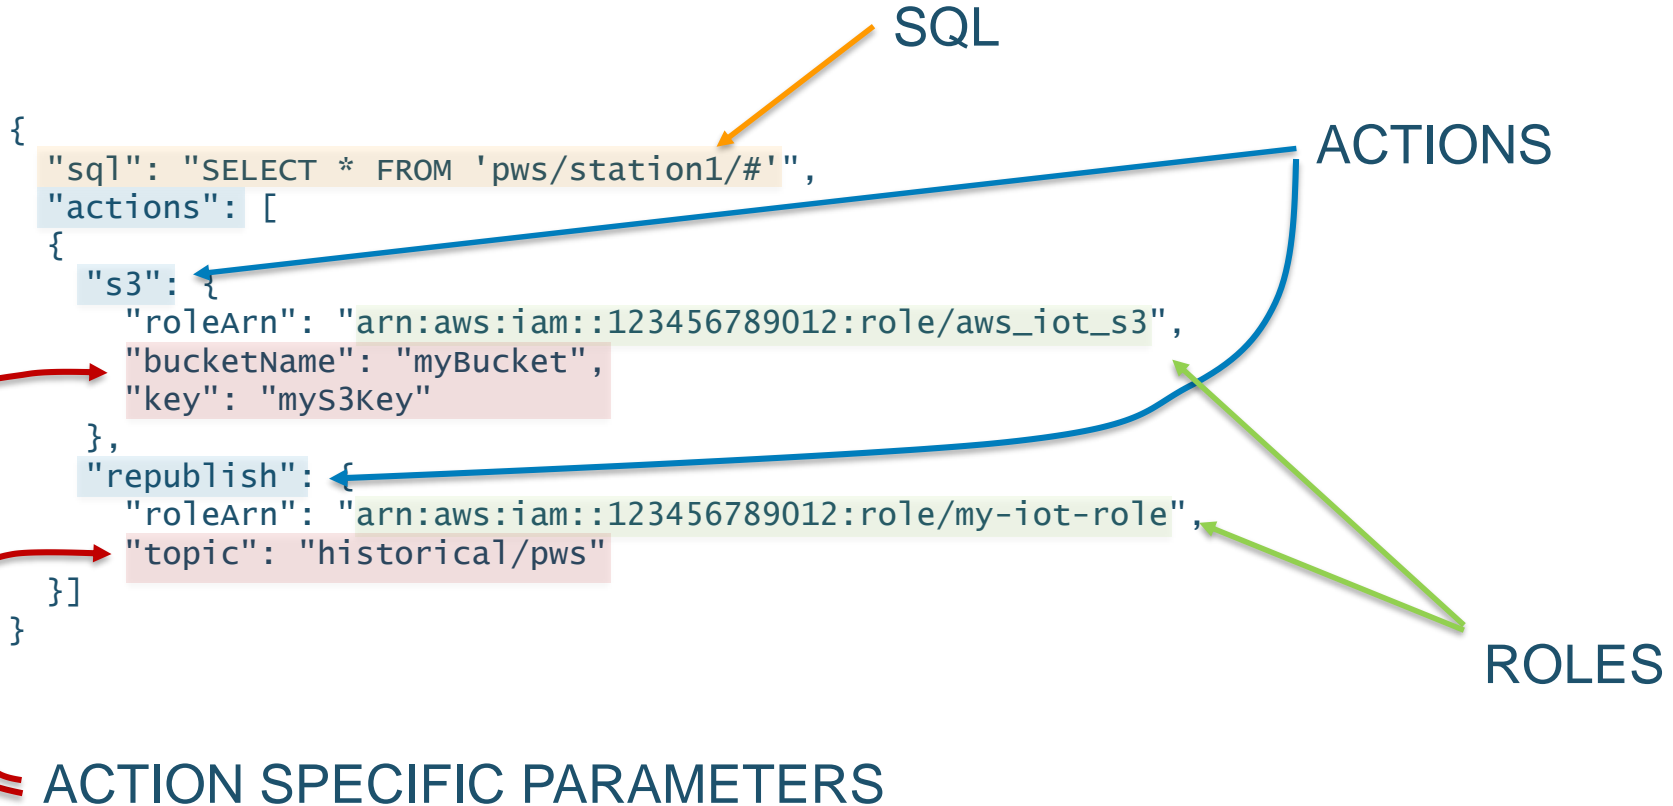 SQL
ACTIONS
{
"sql": "SELECT * FROM 'pws/station1/#'",
"actions": [
{
"s3": {
"roleArn": "arn:aws:iam::123456789012:role/aws_iot_s3",
"bucketName": "myBucket",
"key": "myS3Key"
},
"republish": {
"roleArn": "arn:aws:iam::123456789012:role/my-iot-role",
"topic": "historical/pws"
}]
}
ROLES
ACTION SPECIFIC PARAMETERS